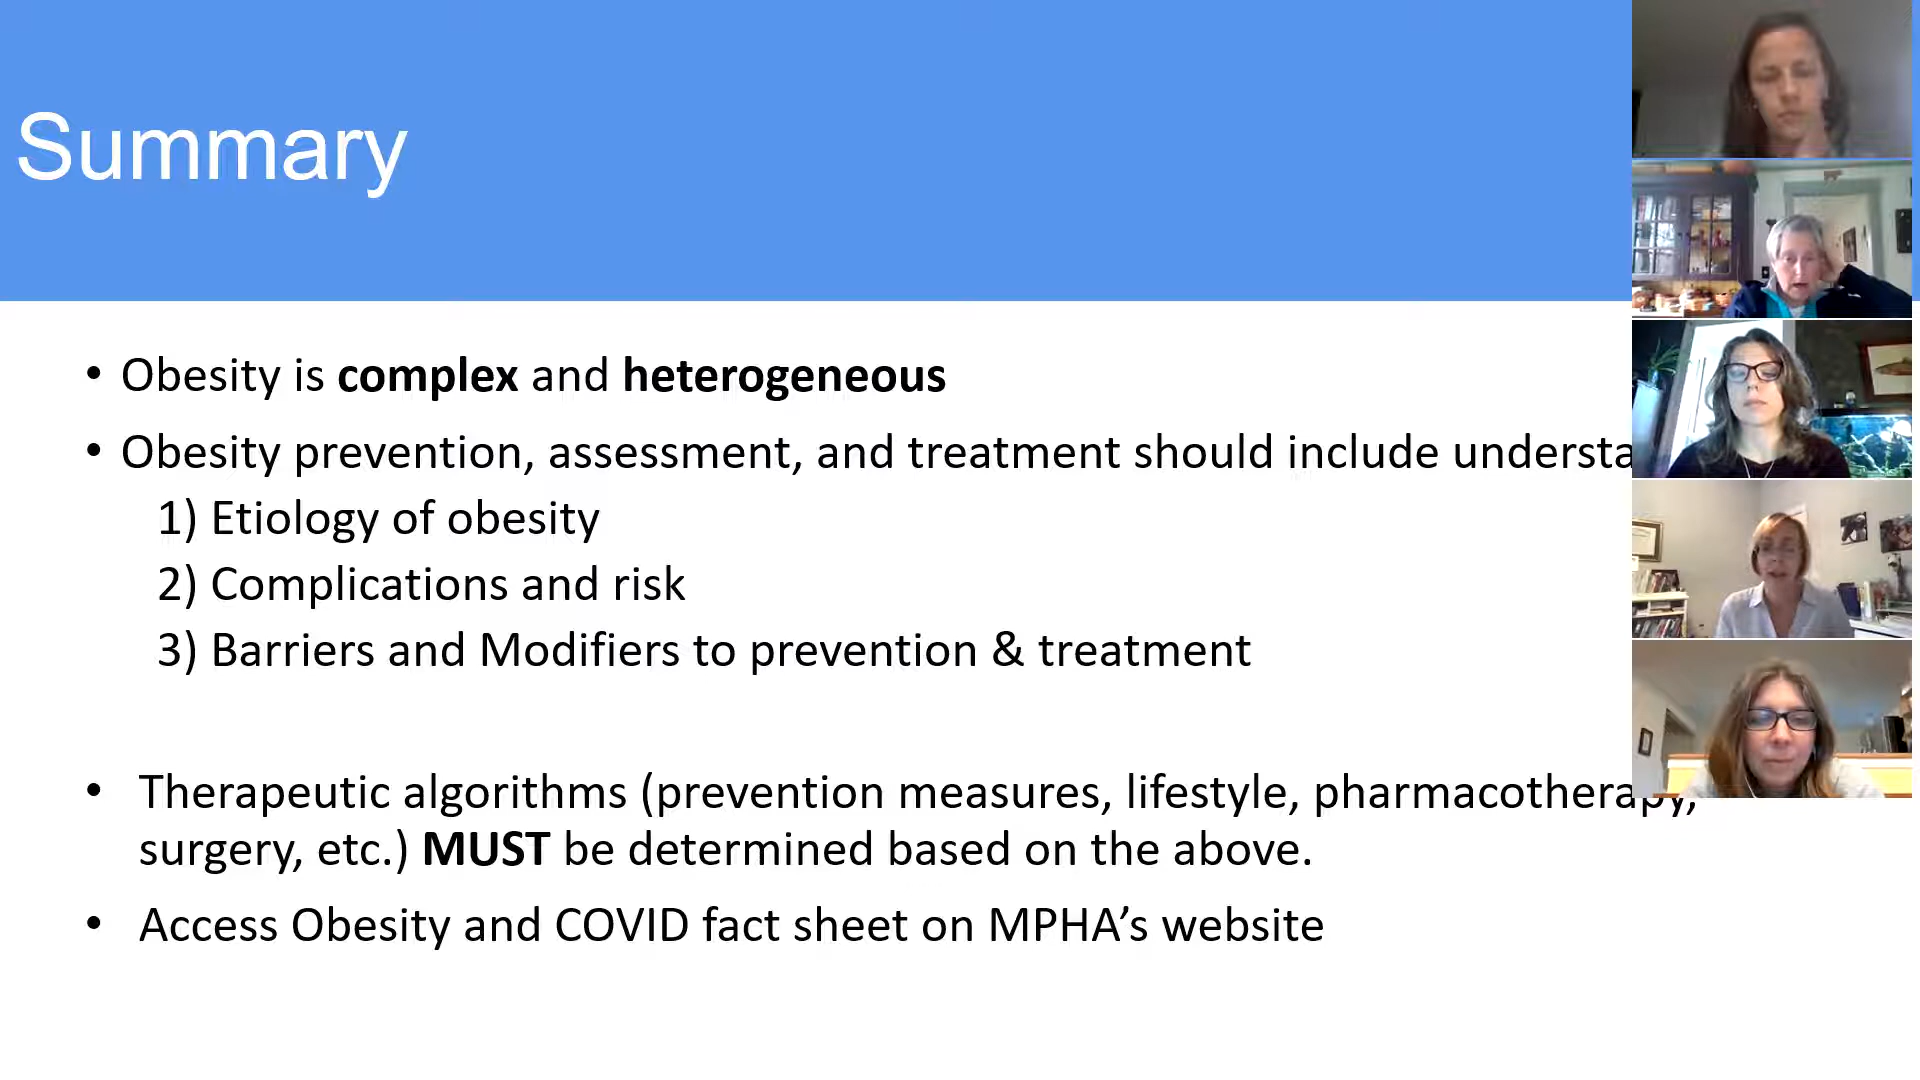 Summary
• Obesity is complex and heterogeneous
• Obesity prevention, assessment, and treatment should include
1) Etiology of obesity
2) Complications and risk
3) Barriers and Modifiers to prevention & treatment
• Therapeutic algorithms (prevention measures, lifestyle, pharmacotherapy,
surgery, etc.) MUST be determined based on the above.
• Access Obesity and COVID fact sheet on MPHA’s website